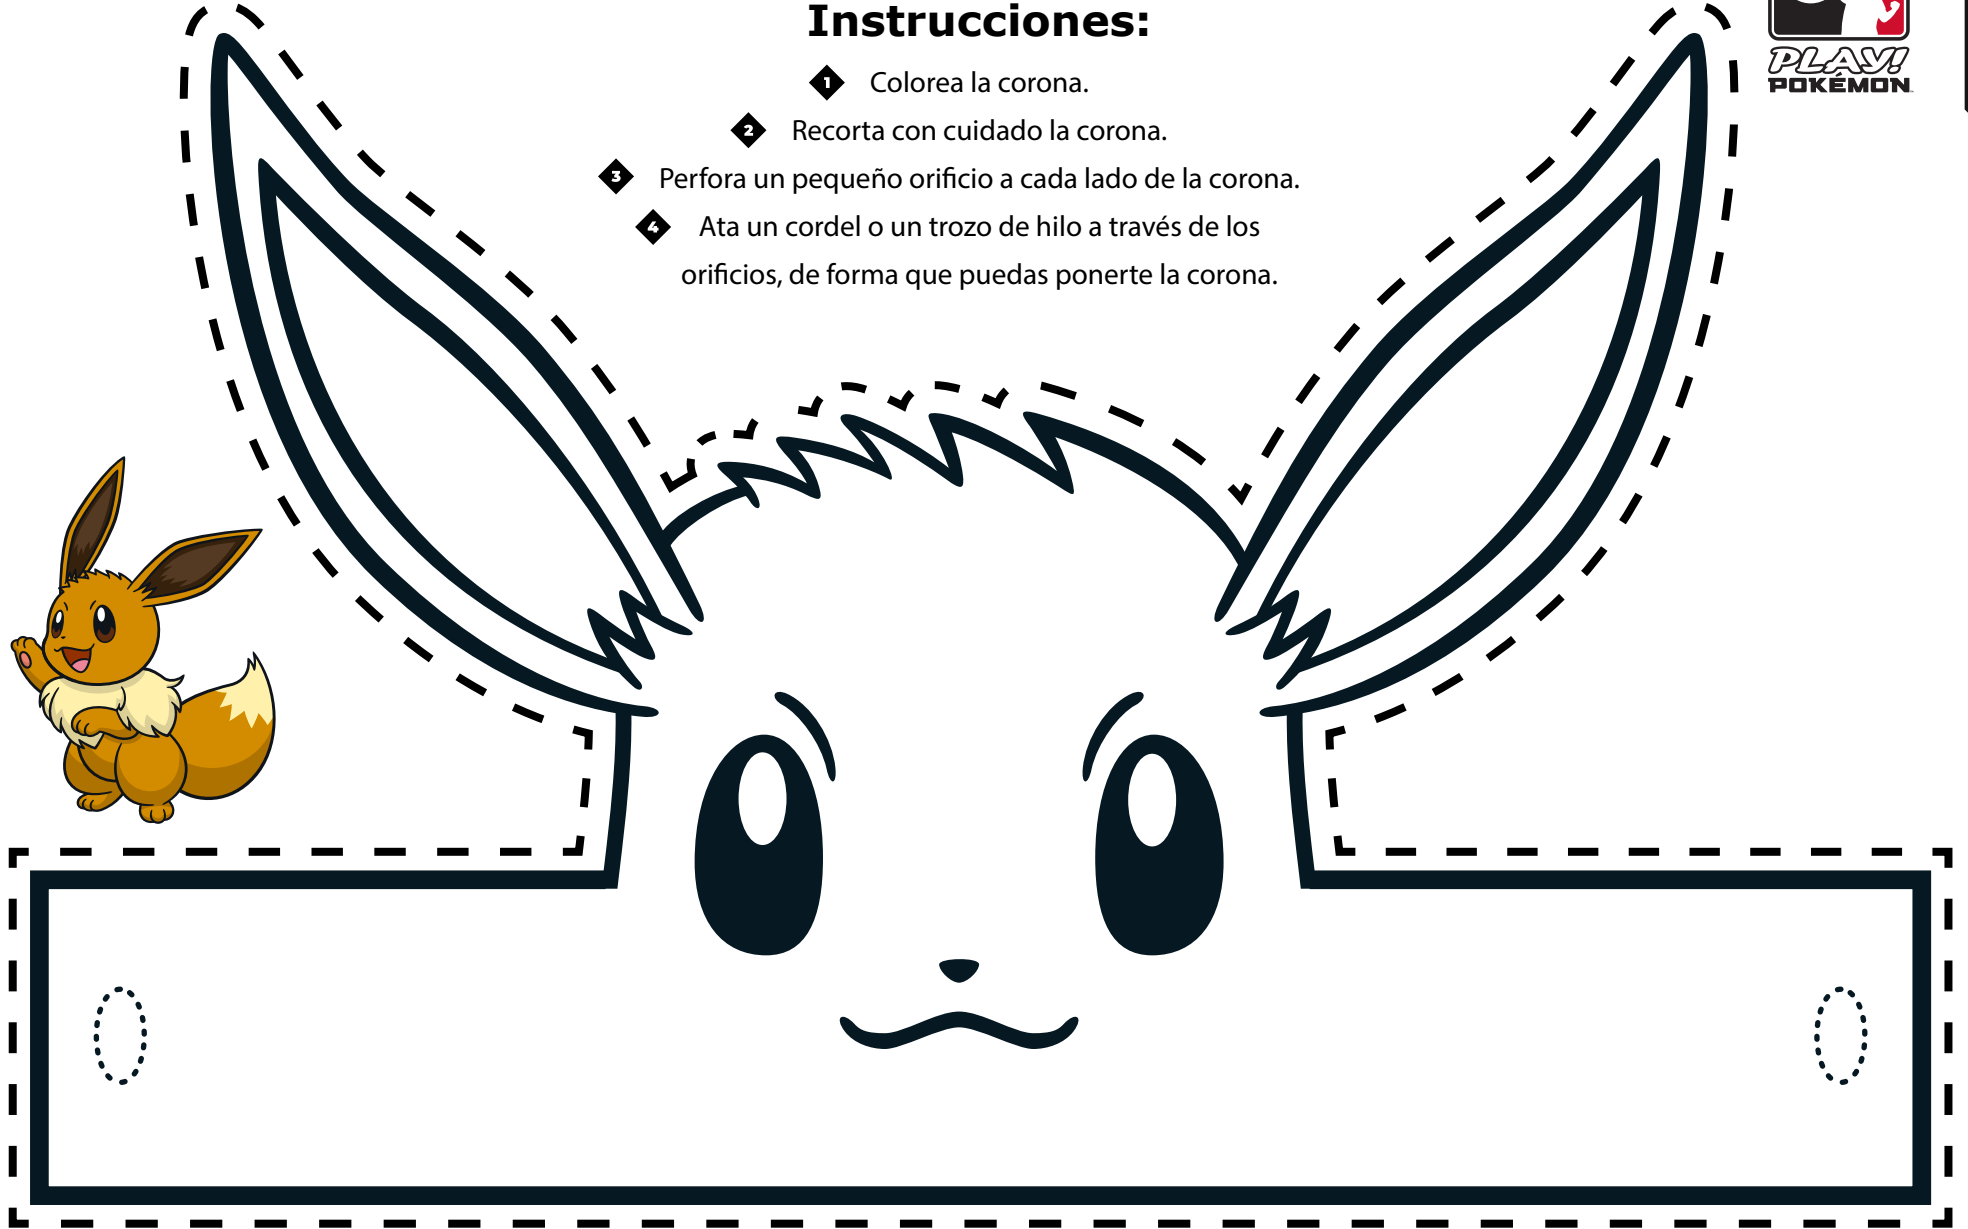 Instrucciones:
1 Colorea la corona.
2 Recorta con cuidado la corona.
3 Perfora un pequeño orificio a cada lado de la corona.
4 Ata un cordel o un trozo de hilo a través de los
orificios, de forma que puedas ponerte la corona.
PLAY!
POKÉMON